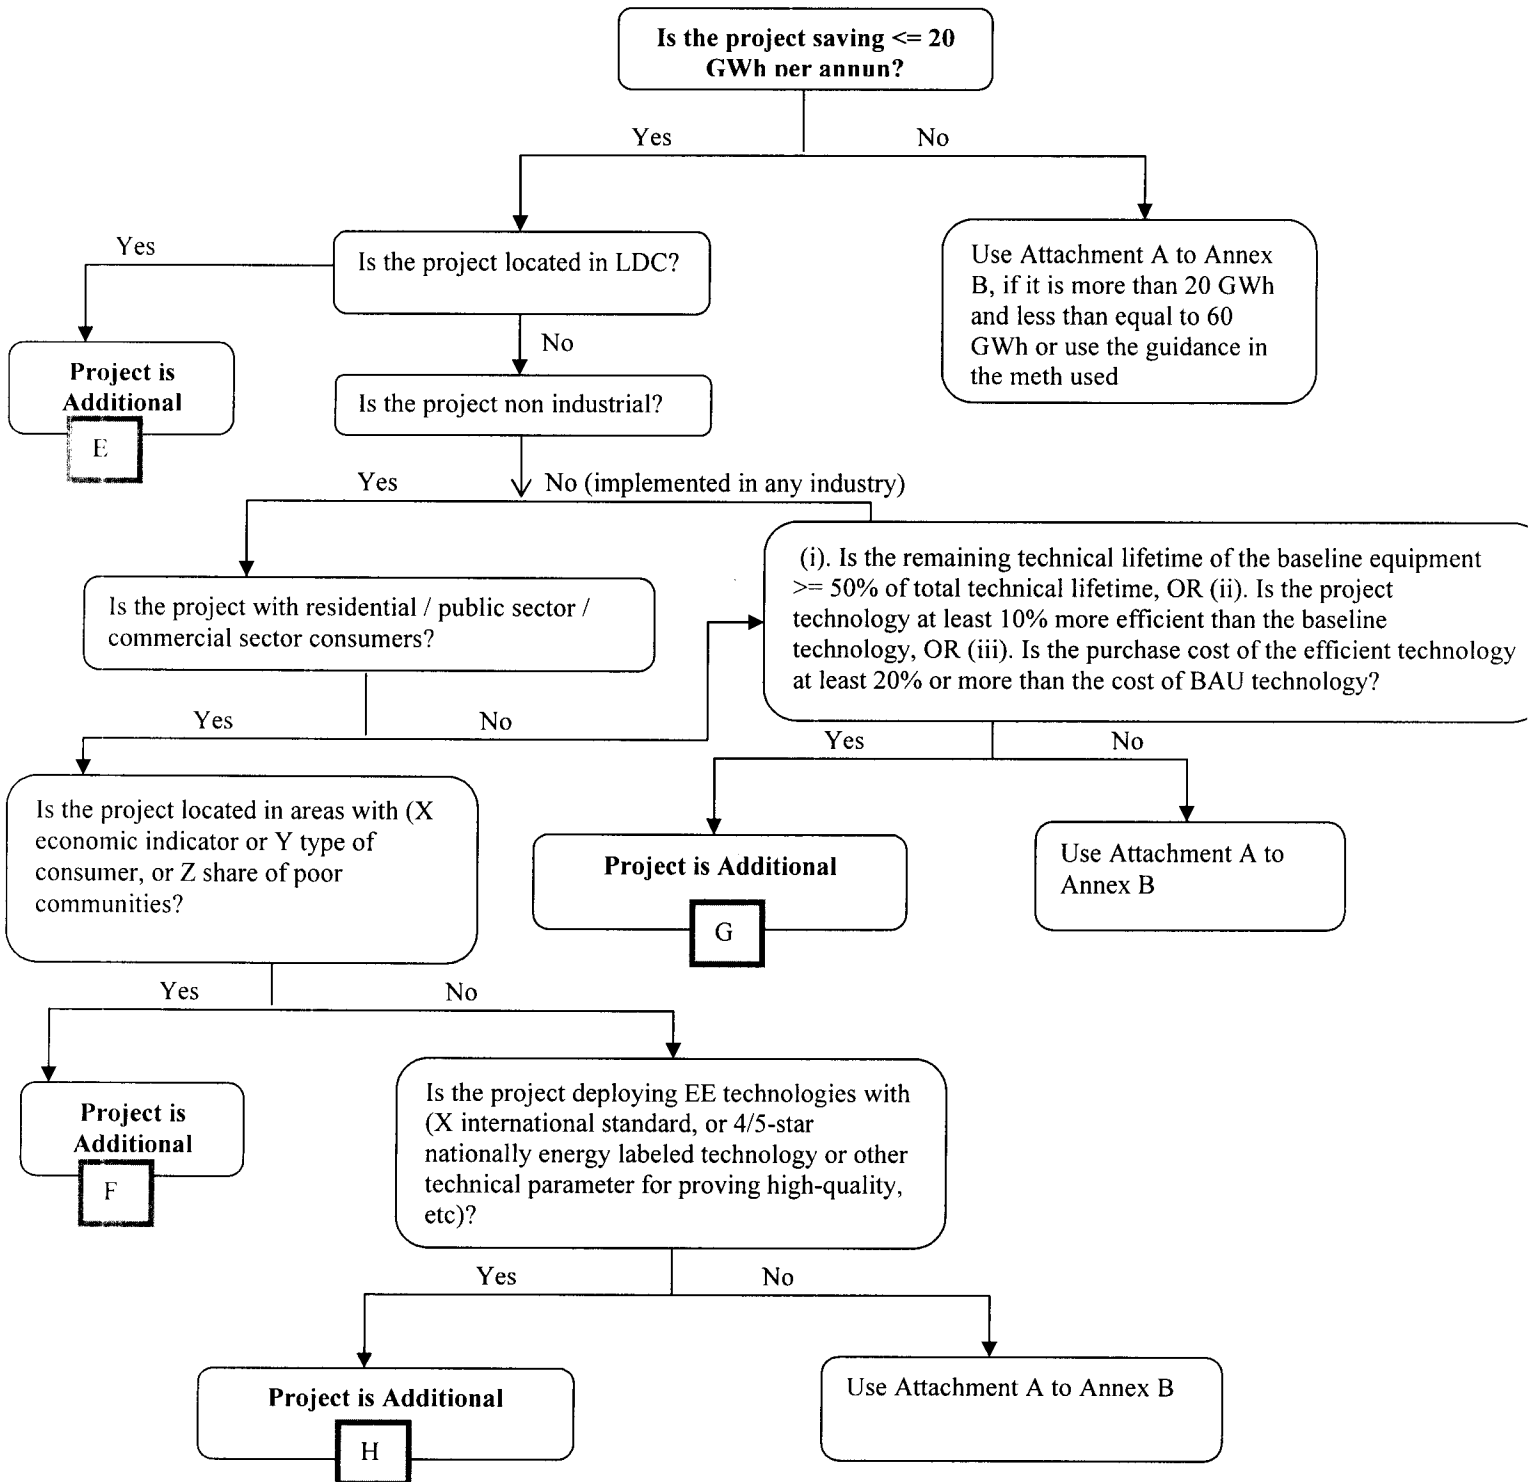 Is the project saving <= 20
GWh per annun?
Yes
No
Yes
Is the project located in LDC?
Use Attachment A to Annex
B, if it is more than 20 GWh
and less than equal to 60
GWh or use the guidance in
the meth used
Project is
Additional
E
No
Is the project non industrial?
Yes
No (implemented in any industry)
Is the project with residential / public sector /
commercial sector consumers?
(i). Is the remaining technical lifetime of the baseline equipment
>= 50% of total technical lifetime, OR (ii). Is the project
technology at least 10% more efficient than the baseline
technology, OR (iii). Is the purchase cost of the efficient technology
at least 20% or more than the cost of BAU technology?
Yes
No
Yes
No
Is the project located in areas with (X
economic indicator or Y type of
consumer, or Z share of poor
communities?
Project is Additional
G
Use Attachment A to
Annex B
Yes
No
Project is
Additional
F
Is the project deploying EE technologies with
(X international standard, or 4/5-star
nationally energy labeled technology or other
technical parameter for proving high-quality,
etc)?
Yes
No
Project is Additional
H
Use Attachment A to Annex B